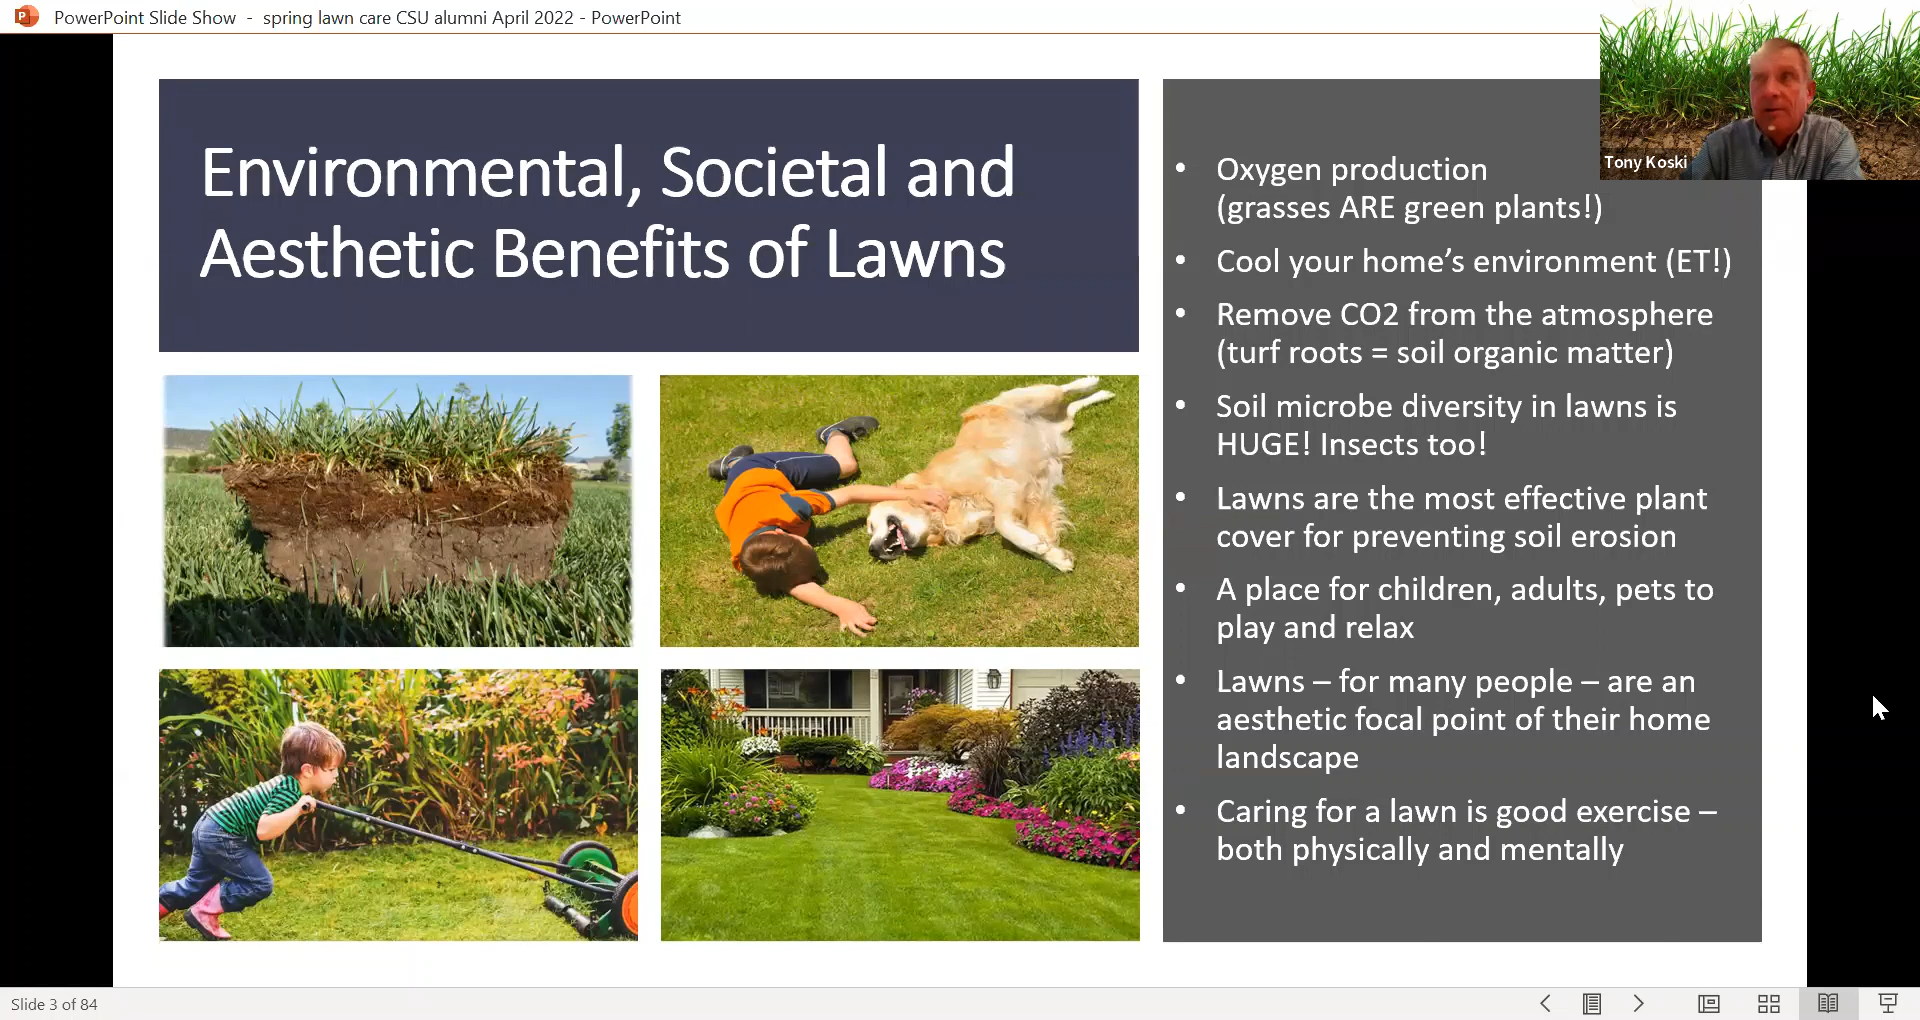 PowerPoint Slide Show - spring lawn care CSU alumni April 2022 - PowerPoint
Tony Koski
Environmental, Societal and
Aesthetic Benefits of Lawns
• Oxygen production
(grasses ARE green plants!)
• Cool your home’s environment (ET!)
• Remove CO2 from the atmosphere
(turf roots = soil organic matter)
• Soil microbe diversity in lawns is
HUGE! Insects too!
• Lawns are the most effective plant
cover for preventing soil erosion
• A place for children, adults, pets to
play and relax
• Lawns – for many people – are an
aesthetic focal point of their home
landscape
• Caring for a lawn is good exercise –
both physically and mentally
Slide 3 of 84